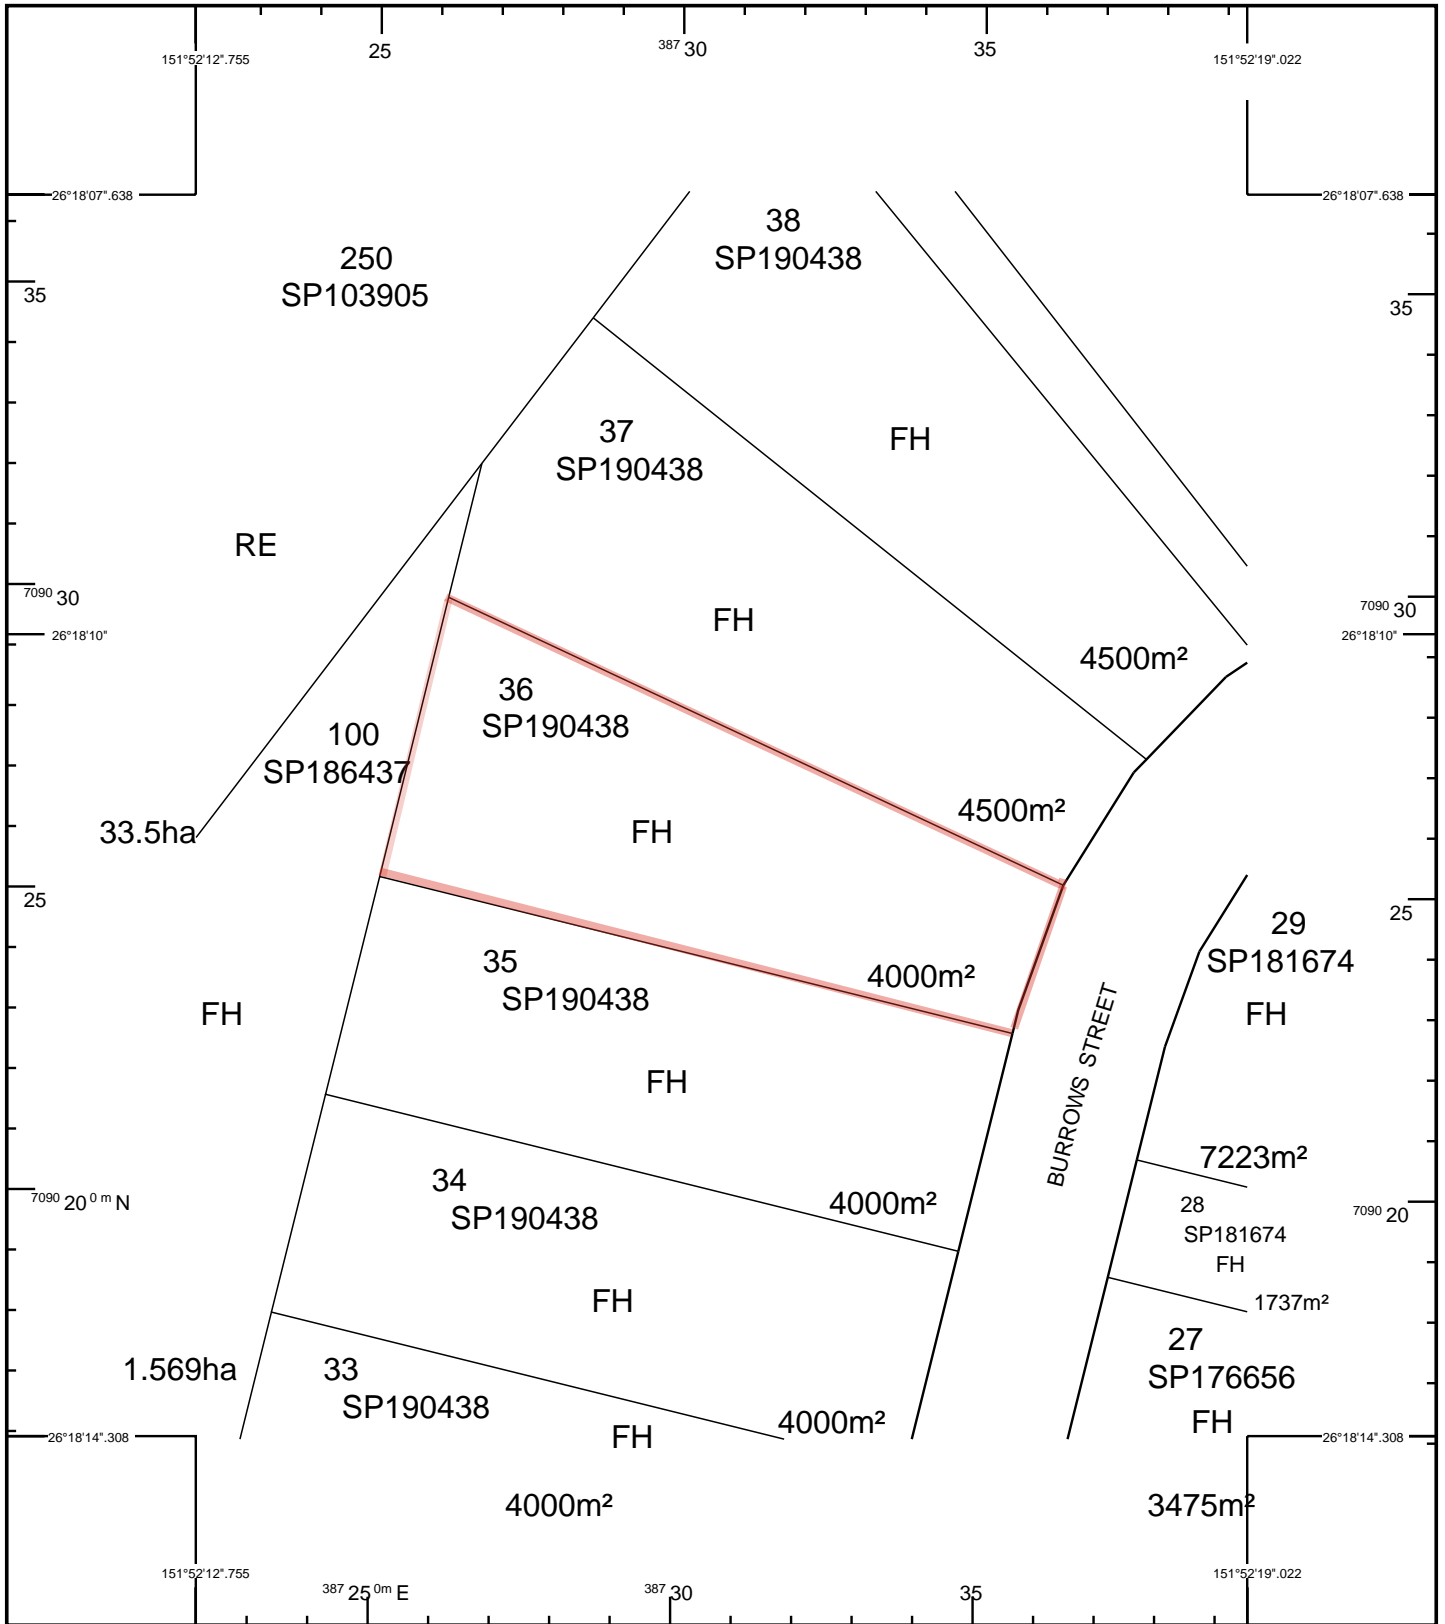 25
387 30
35
151°52'12".755
151°52'19".022
26°18'07".638
26°18'07".638
38
SP190438
250
SP103905
35
35
37
SP190438
FH
RE
7090 30
7090 30
26°18'10"
26°18'10"
FH
4500m²
36
SP190438
100
SP186437
4500m²
33.5ha
FH
25
25
29
SP181674
FH
35
SP190438
4000m²
FH
BURROWS STREET
FH
7223m²
34
SP190438
4000m²
7090 20 0 m N
28
SP181674
FH
7090 20
FH
1737m²
27
SP176656
FH
1.569ha
33
SP190438
4000m²
FH
26°18'14".308
26°18'14".308
4000m²
3475m²
151°52'12".755
151°52'19".022
387 25 0m E
387 30
35